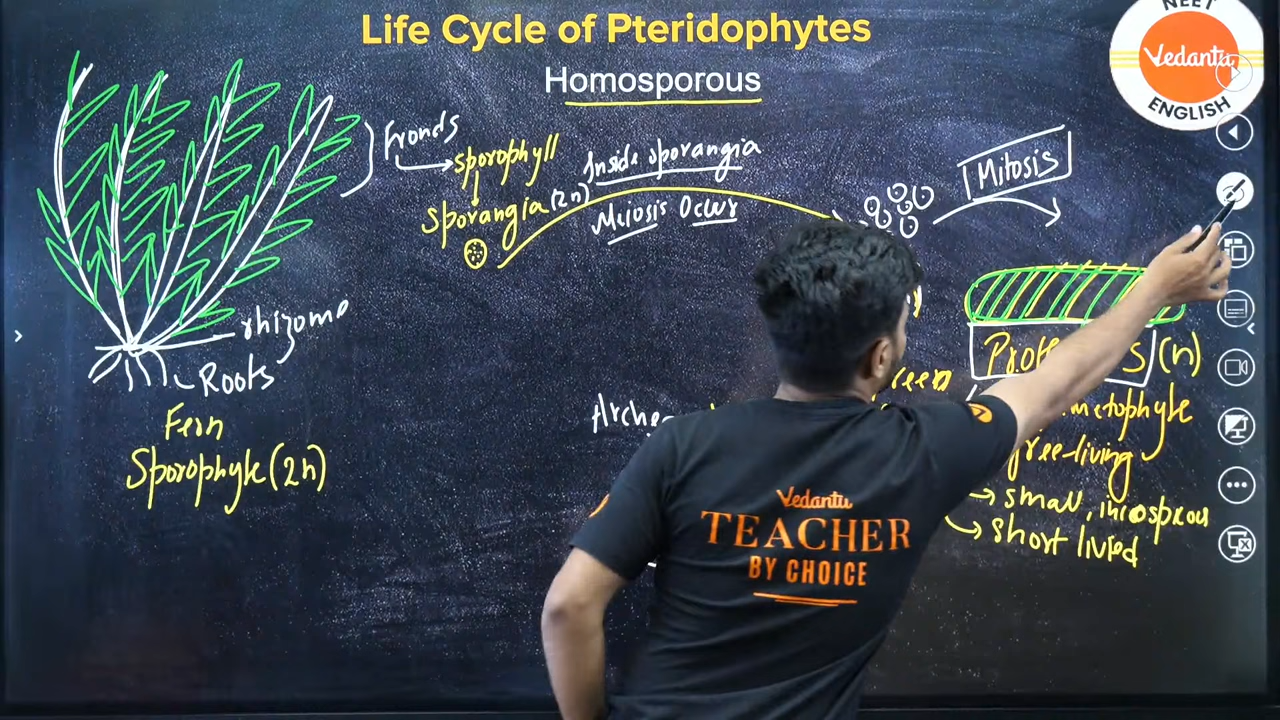 Life Cycle of Pteridophytes
Homosporous
NEET
Vedantu
ENGLISH
Fronds
sporophyll
Sporangia (2n)
Inside sporangia
Meiosis Occur
Mitosis
rhizome
Roots
Fern
Sporophyte (2n)
(n)
free-living
small, inconspicuous
short lived
Vedantu
TEACHER
BY CHOICE